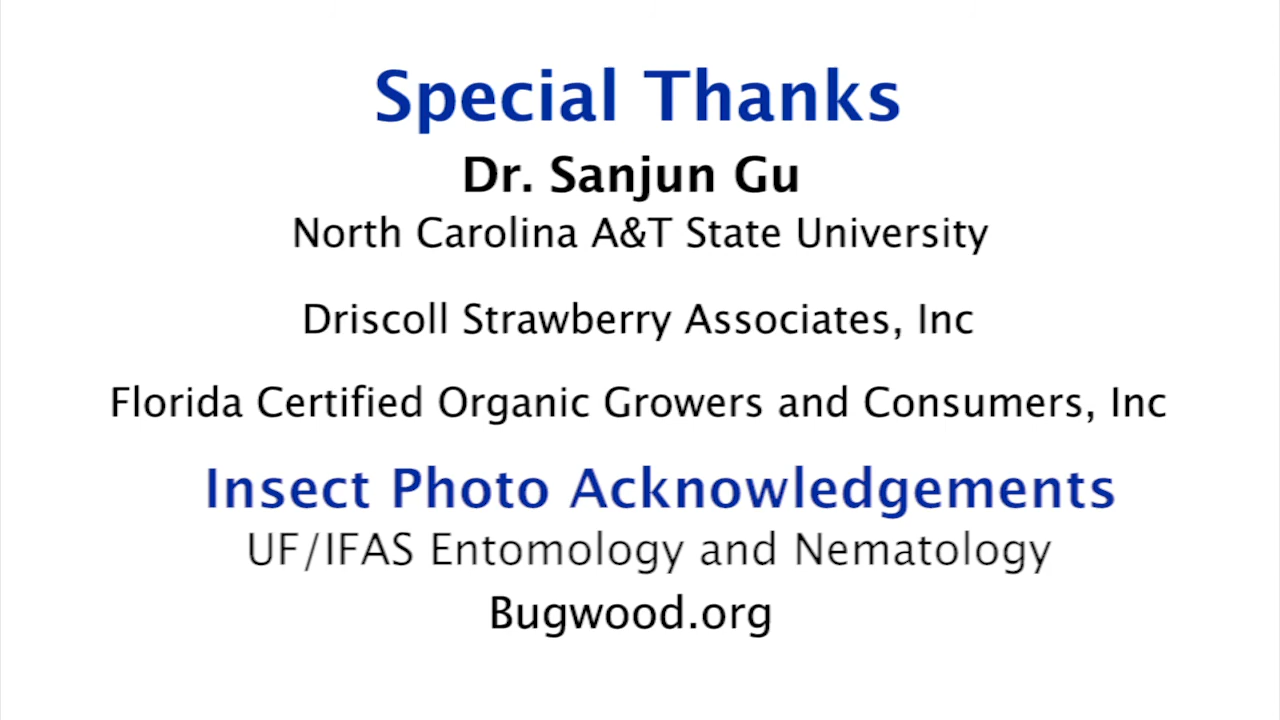 Special Thanks
Dr. Sanjun Gu
North Carolina A&T State University
Driscoll Strawberry Associates, Inc
Florida Certified Organic Growers and Consumers, Inc
Insect Photo Acknowledgements
UF/IFAS Entomology and Nematology
Bugwood.org